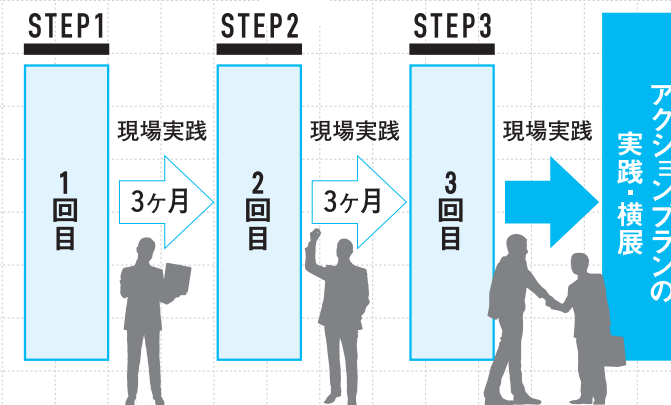 STEP1
1回目
現場実践
3ヶ月
STEP2
2回目
現場実践
3ヶ月
STEP3
3回目
現場実践
アクションプランの
実践・横展